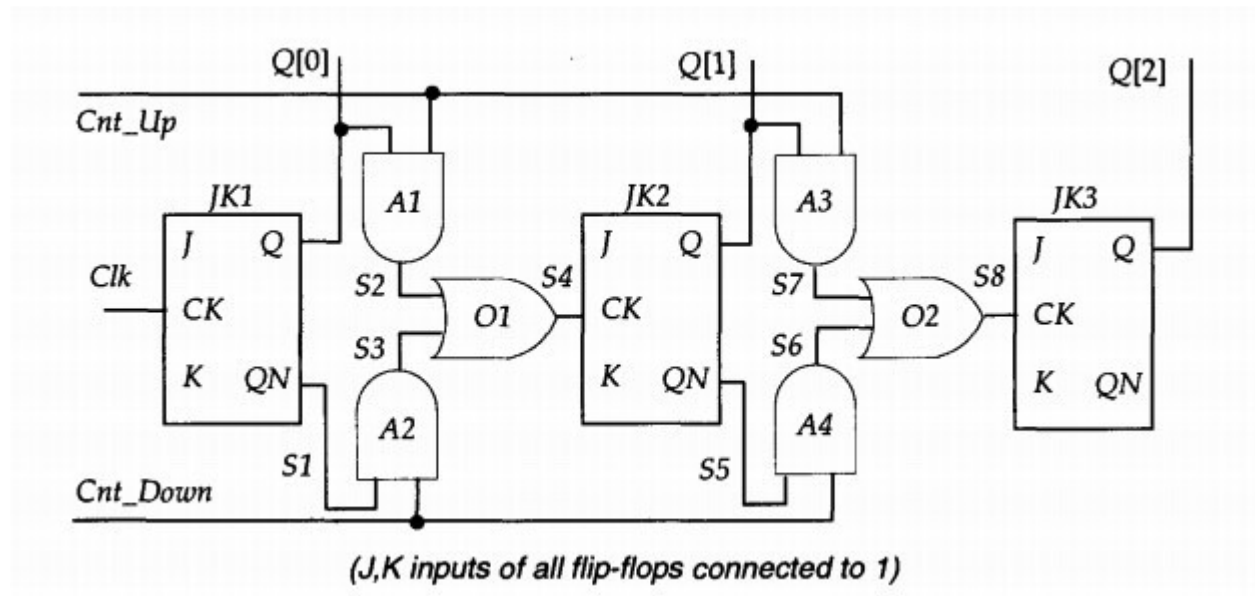 Q[0] Q[1] Q[2]
Cnt_Up
JK1 A1 JK2 A3 JK3
J Q J Q J Q
Clk S2 S4 S7 S8
CK O1 CK O2 CK
S3 S6
K QN K QN K QN
A2 A4
S1 S5
Cnt_Down
(J,K inputs of all flip-flops connected to 1)